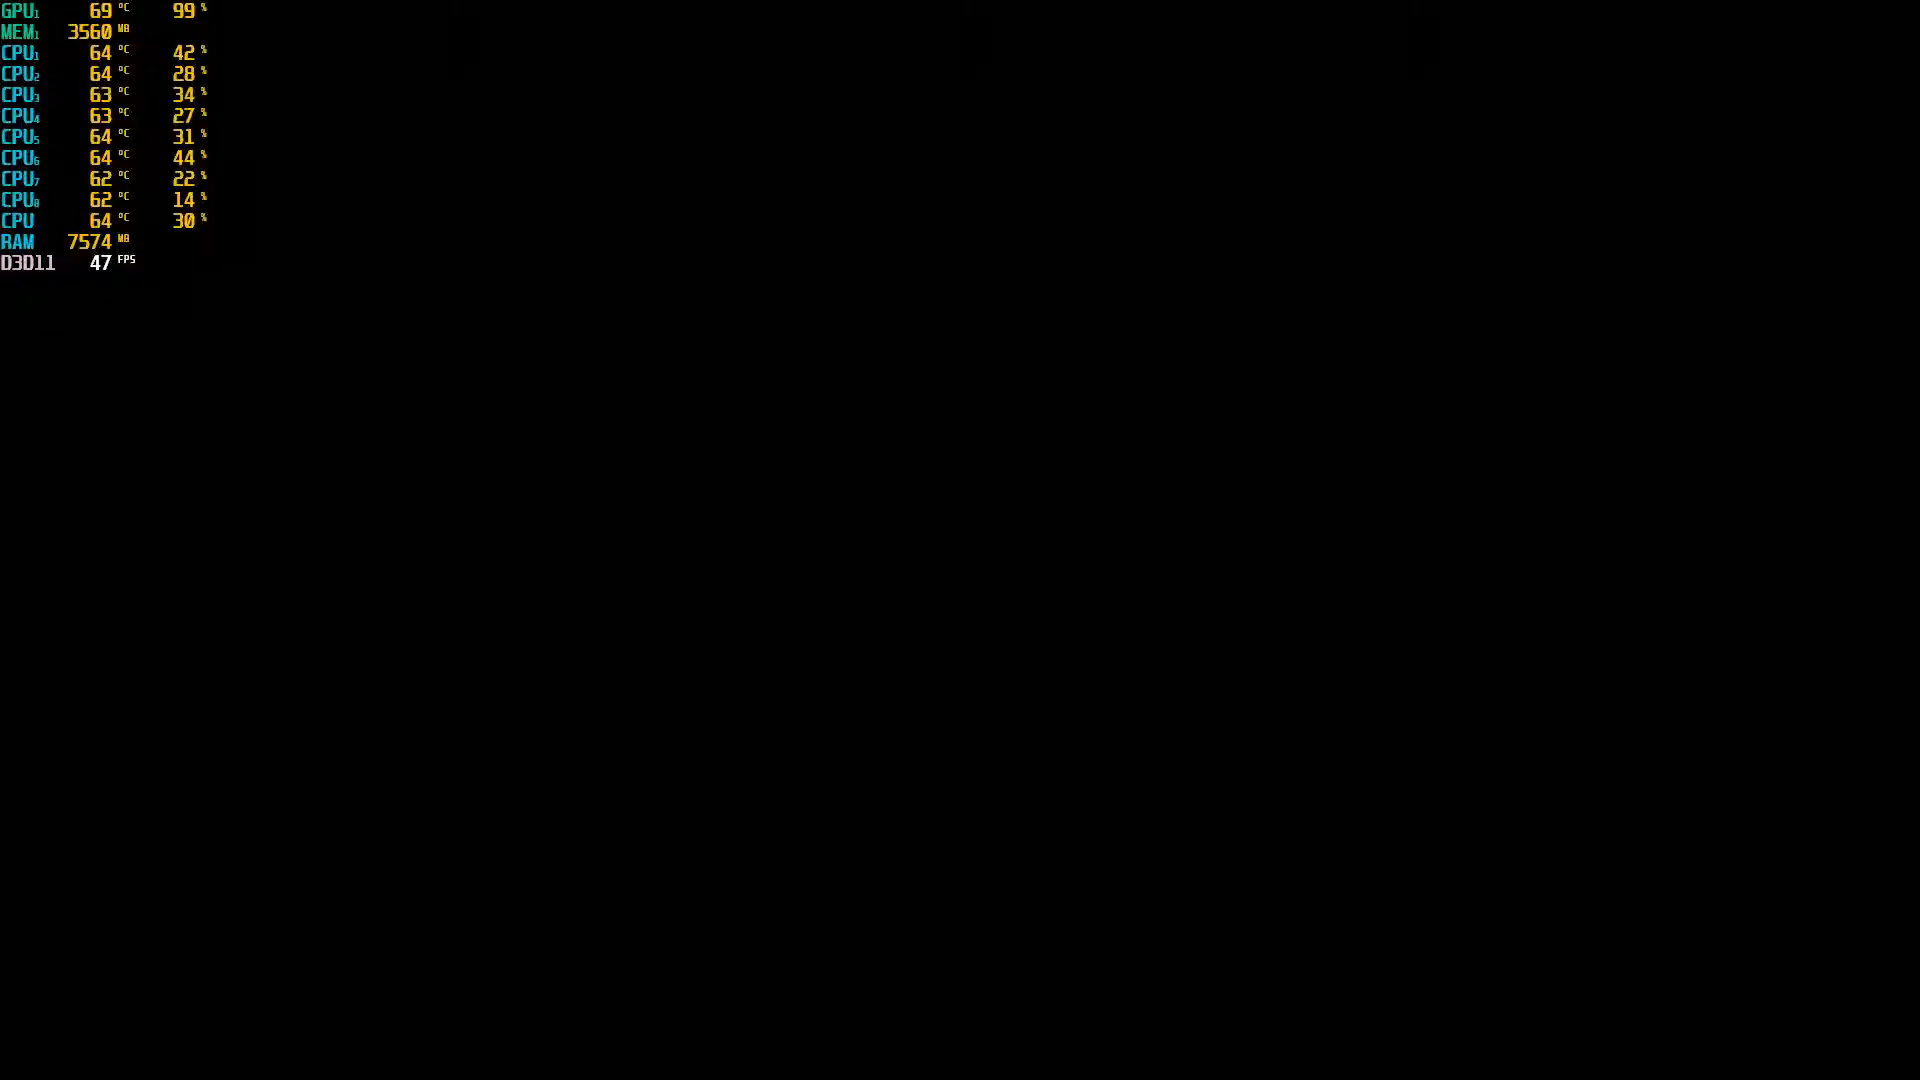 GPU1 69 °C 99 %
MEM1 3560 MB
CPU1 64 °C 42 %
CPU2 64 °C 28 %
CPU3 63 °C 34 %
CPU4 63 °C 27 %
CPU5 64 °C 31 %
CPU6 64 °C 44 %
CPU7 62 °C 22 %
CPU8 62 °C 14 %
CPU 64 °C 30 %
RAM 7574 MB
D3D11 47 FPS